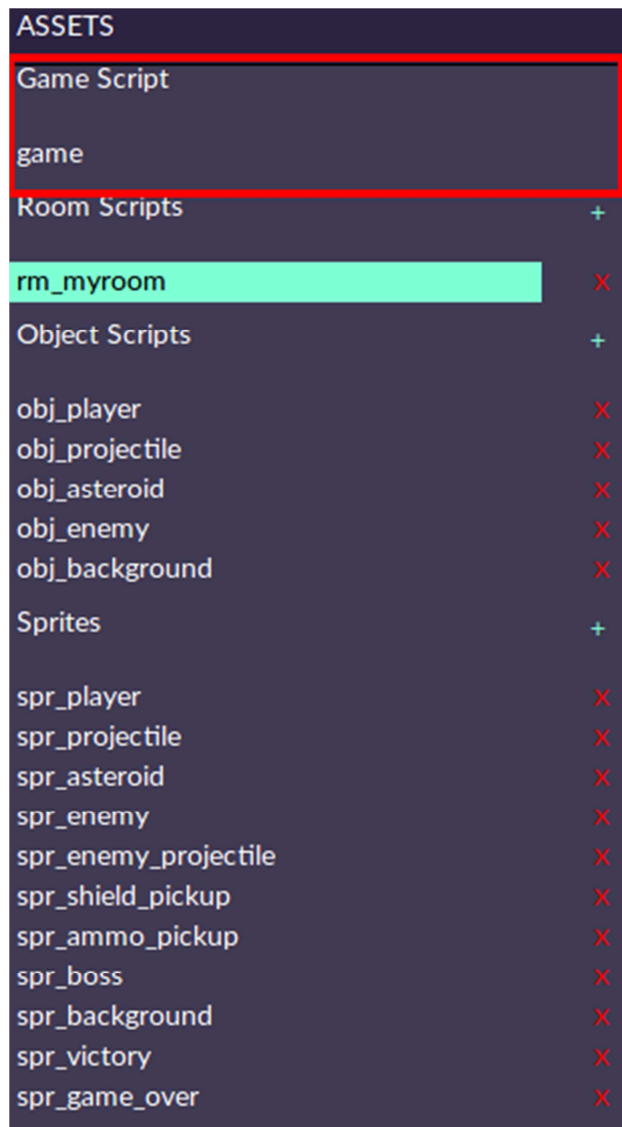 ASSETS
Game Script
game
Room Scripts +
rm_myroom X
Object Scripts +
obj_player X
obj_projectile X
obj_asteroid X
obj_enemy X
obj_background X
Sprites +
spr_player X
spr_projectile X
spr_asteroid X
spr_enemy X
spr_enemy_projectile X
spr_shield_pickup X
spr_ammo_pickup X
spr_boss X
spr_background X
spr_victory X
spr_game_over X